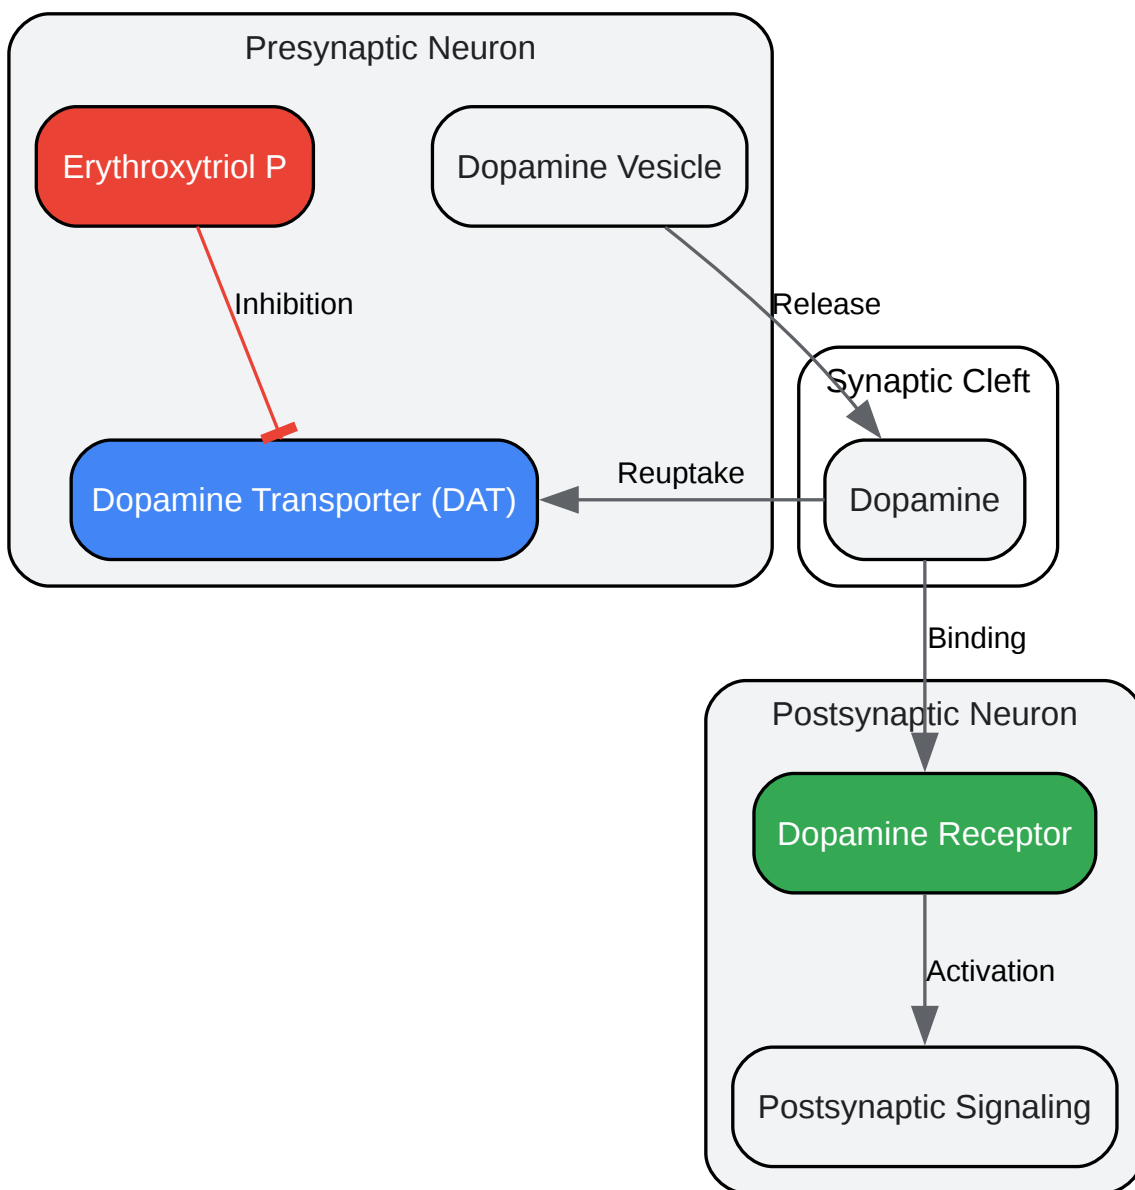 Presynaptic Neuron
Erythroxytriol P
Dopamine Vesicle
Inhibition
Release
Synaptic Cleft
Dopamine Transporter (DAT)
Reuptake
Dopamine
Binding
Postsynaptic Neuron
Dopamine Receptor
Activation
Postsynaptic Signaling